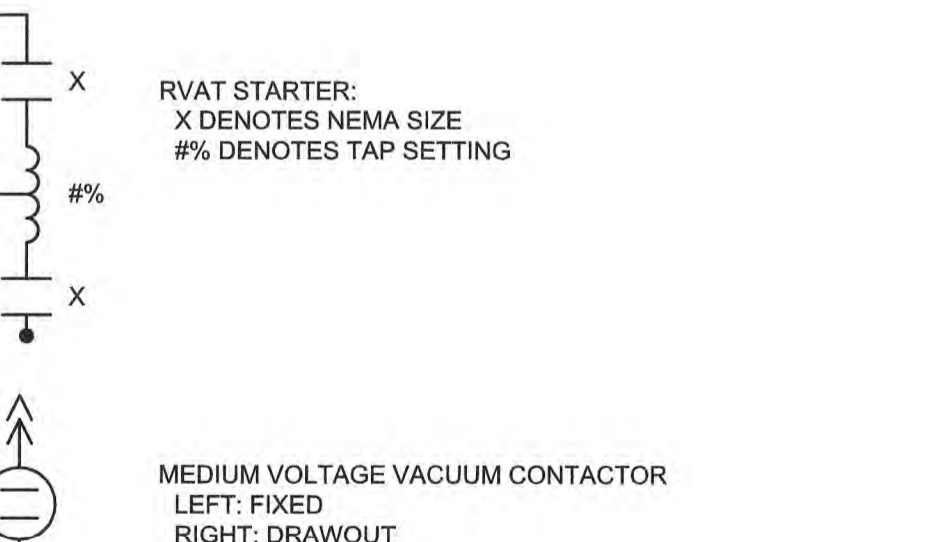 X
RVAT STARTER:
X DENOTES NEMA SIZE
#% DENOTES TAP SETTING
#%
X
MEDIUM VOLTAGE VACUUM CONTACTOR
LEFT: FIXED
RIGHT: DRAWOUT